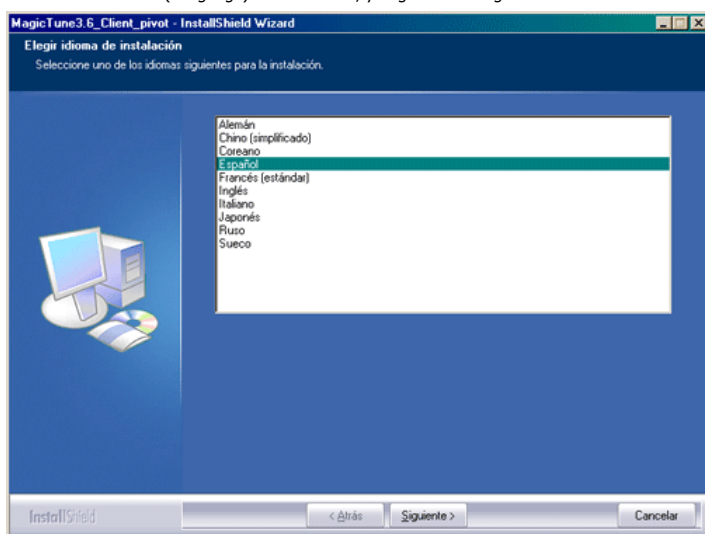 MagicTune3.6_Client_pivot - InstallShield Wizard
Elegir idioma de instalación
Seleccione uno de los idiomas siguientes para la instalación.
Alemán
Chino (simplificado)
Coreano
Español
Francés (estándar)
Inglés
Italiano
Japonés
Ruso
Sueco
InstallShield
< Atrás
Siguiente >
Cancelar